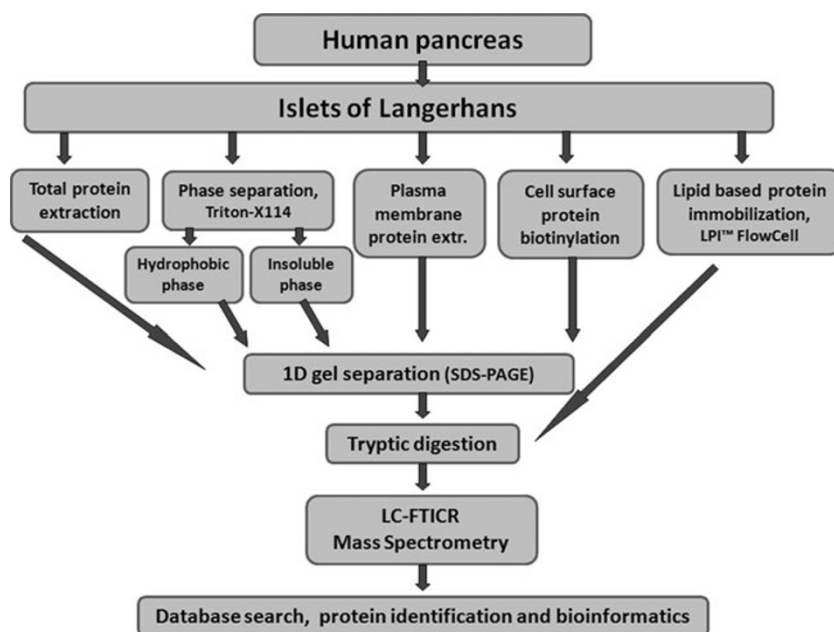 Human pancreas
Islets of Langerhans
Total protein
extraction
Phase separation,
Triton-X114
Hydrophobic
phase
Insoluble
phase
Plasma
membrane
protein extr.
Cell surface
protein
biotinylation
Lipid based protein
immobilization,
LPI™ FlowCell
1D gel separation (SDS-PAGE)
Tryptic digestion
LC-FTICR
Mass Spectrometry
Database search, protein identification and bioinformatics